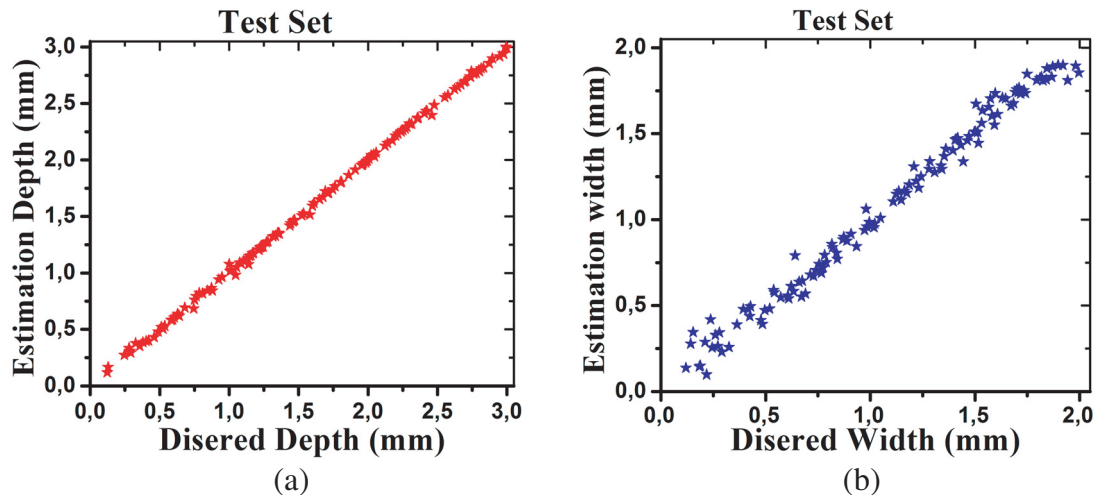 Test Set
Estimation Depth (mm)
3,0
2,5
2,0
1,5
1,0
0,5
0,0
0,0 0,5 1,0 1,5 2,0 2,5 3,0
Disered Depth (mm)
(a)
Test Set
Estimation width (mm)
2,0
1,5
1,0
0,5
0,0
0,0 0,5 1,0 1,5 2,0
Disered Width (mm)
(b)